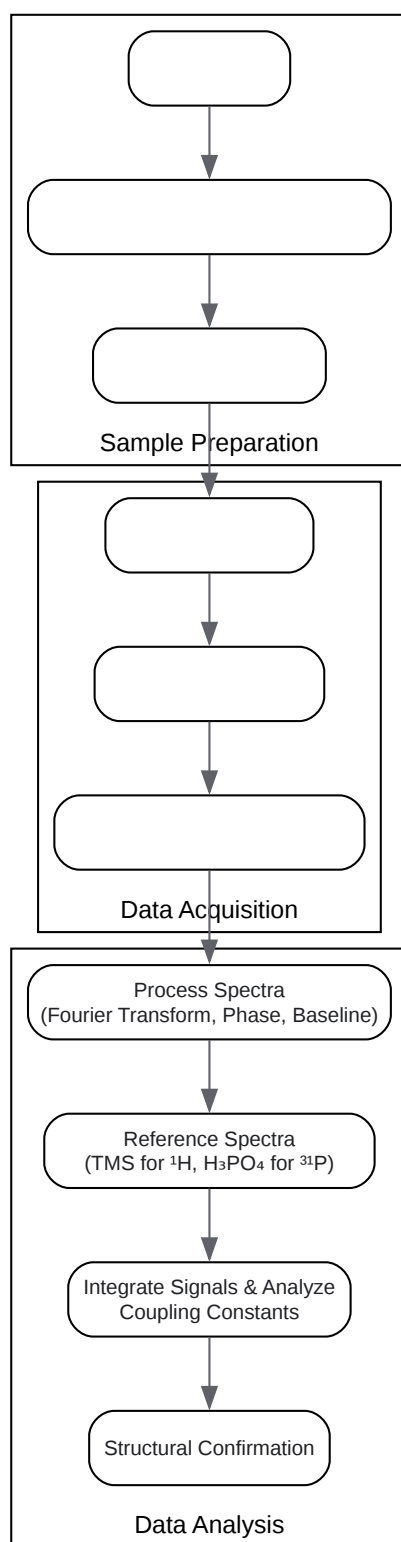 Sample Preparation
Data Acquisition
Process Spectra
(Fourier Transform, Phase, Baseline)
Reference Spectra
(TMS for ¹H, H₃PO₄ for ³¹P)
Integrate Signals & Analyze
Coupling Constants
Structural Confirmation
Data Analysis